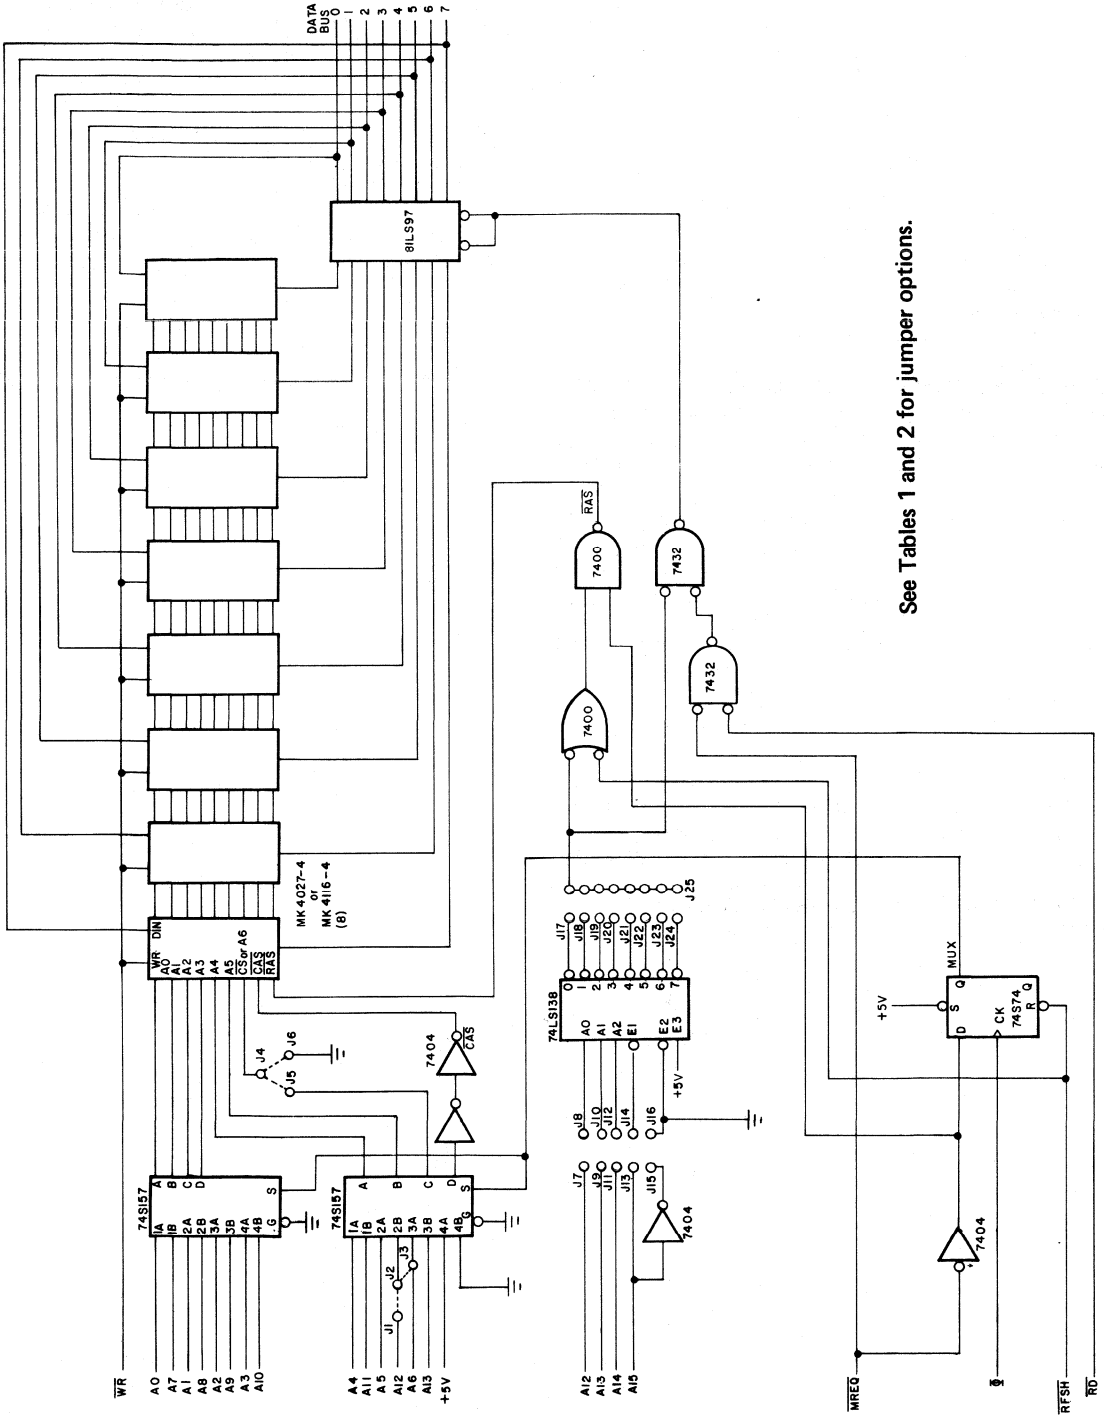 DATA
BUS
0
1
2
3
4
5
6
7
81LS97
MK4027-4
or
MK4116-4
(8)
DIN
WR
A0
A1
A2
A3
A4
A5
CS or A6
CAS
RAS
J4
J5
J6
7404
CAS
74S157
1A
1B
2A
2B
3A
3B
4A
4B
G
A
B
C
D
S
74S157
1A
1B
2A
2B
3A
3B
4A
4B
G
A
B
C
D
S
J1
J2
J3
WR
A0
A7
A1
A8
A2
A9
A3
A10
A4
A11
A5
A12
A6
A13
+5V
RAS
7400
7400
7432
7432
J17
J18
J19
J20
J21
J22
J23
J24
J25
74LS138
0
1
2
3
4
5
6
7
A0
A1
A2
E1
E2
E3
+5V
J8
J10
J12
J14
J16
J7
J9
J11
J13
J15
7404
A12
A13
A14
A15
MUX
+5V
D
S
Q
CK
74S74
R
Q
7404
MREQ
Φ
RFSH
RD
See Tables 1 and 2 for jumper options.